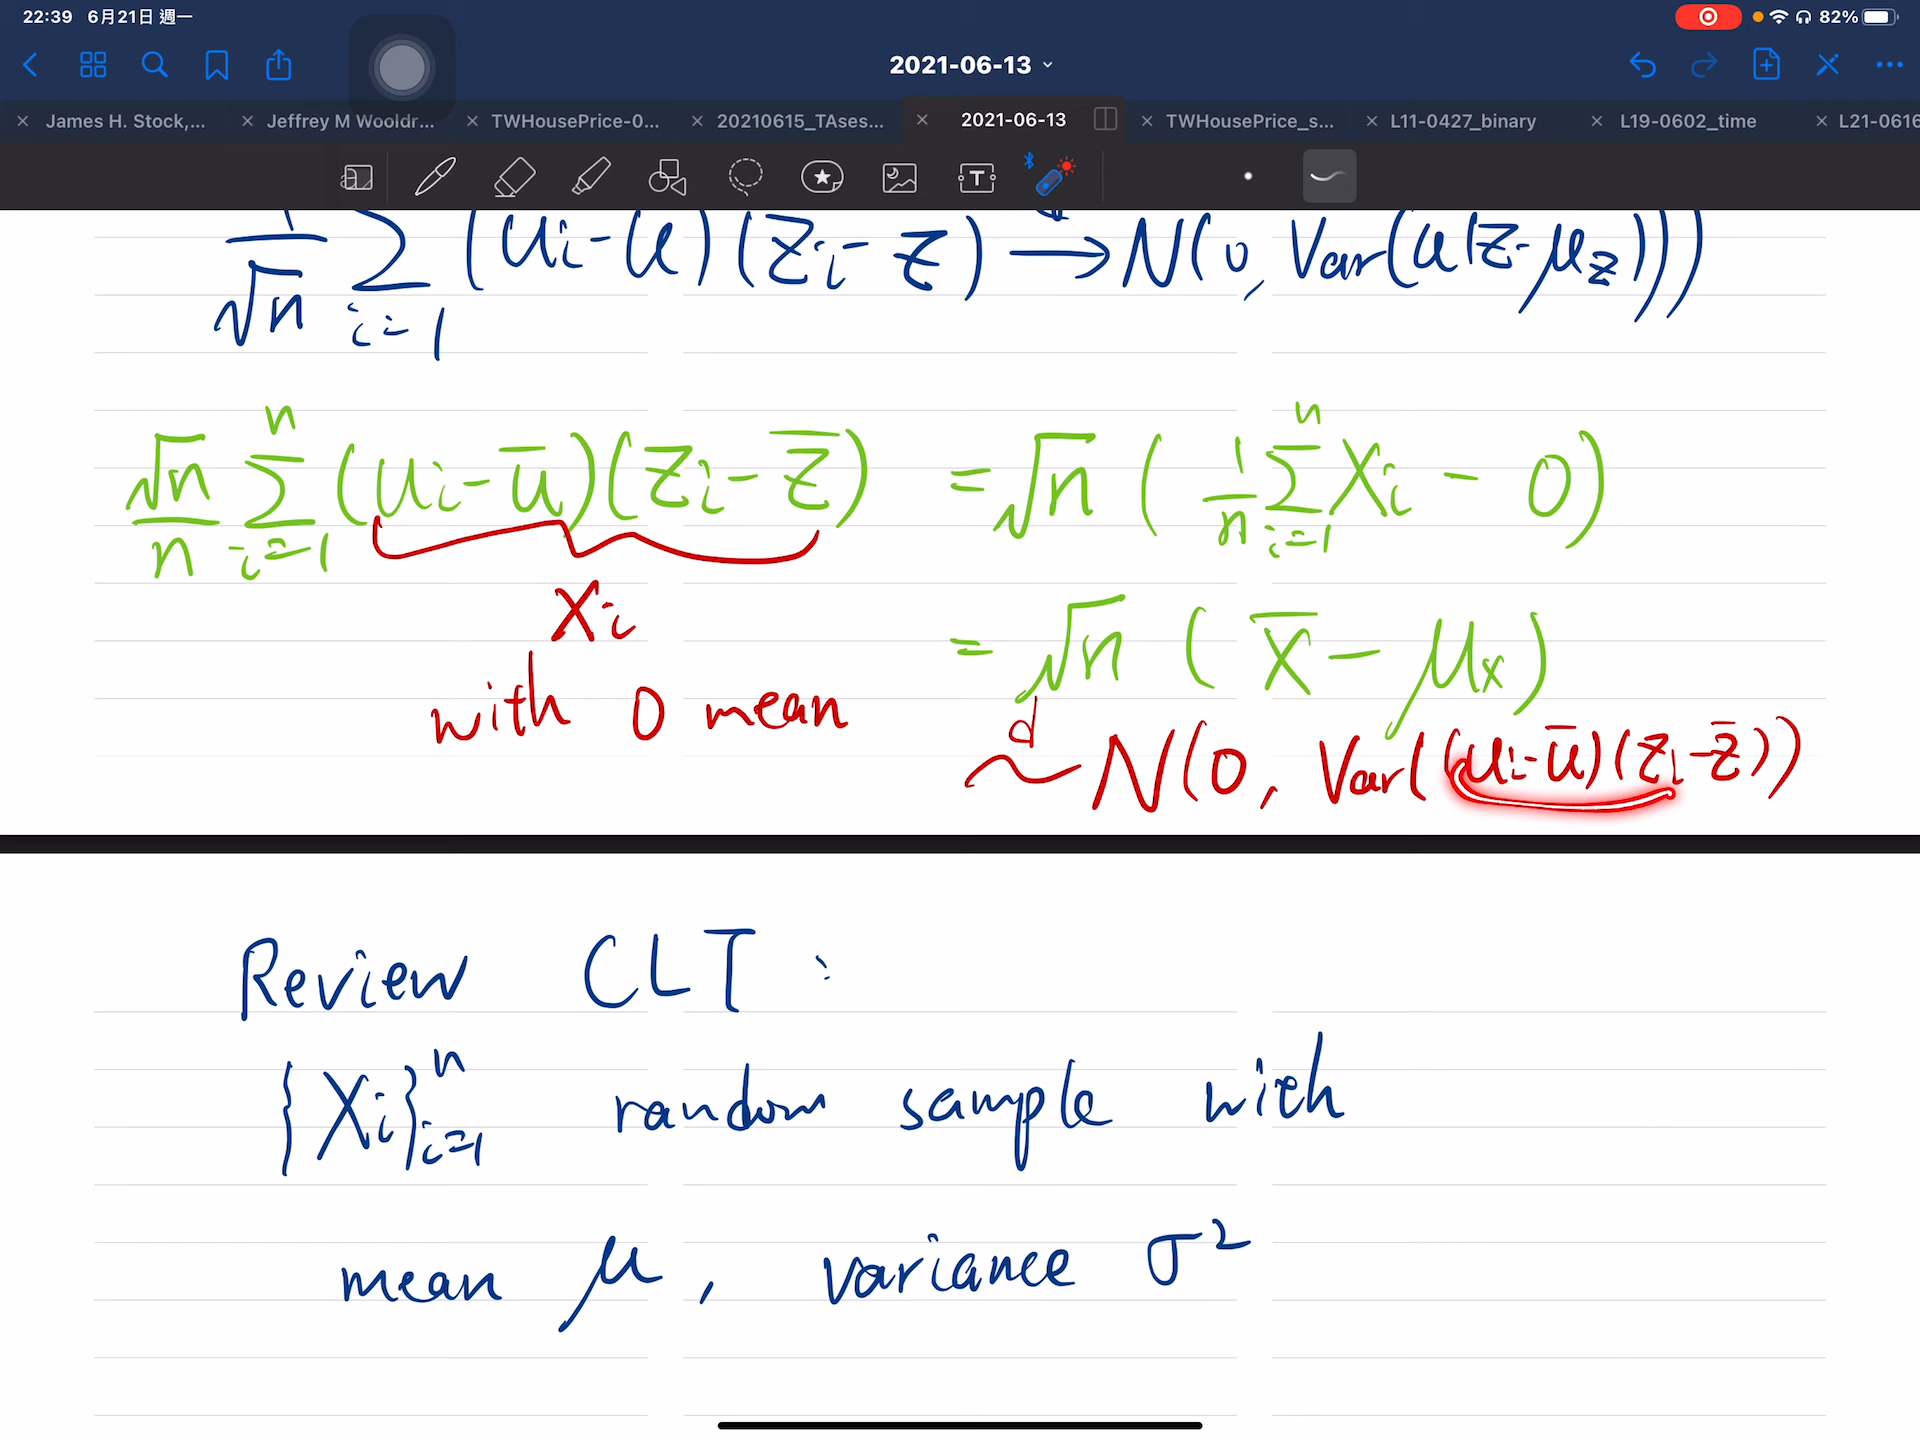 22:39 6月21日 週一 82%
2021-06-13
James H. Stock,... Jeffrey M Wooldr... TWHousePrice-0... 20210615_TAses... 2021-06-13 TWHousePrice_s... L11-0427_binary L19-0602_time L21-0616
1/√n Σ_{i=1} (ui-ū)(Zi-Z̄) →d N(0, Var(u(z-μz)))
√n/n Σ_{i=1}^n (ui-ū)(Zi-Z̄) = √n (1/n Σ_{i=1}^n Xi - 0)
Xi
= √n (X̄ - μx)
with 0 mean
~d N(0, Var((ui-ū)(Zi-Z̄))
Review CLT:
{Xi}_{i=1}^n random sample with
mean μ, variance σ²